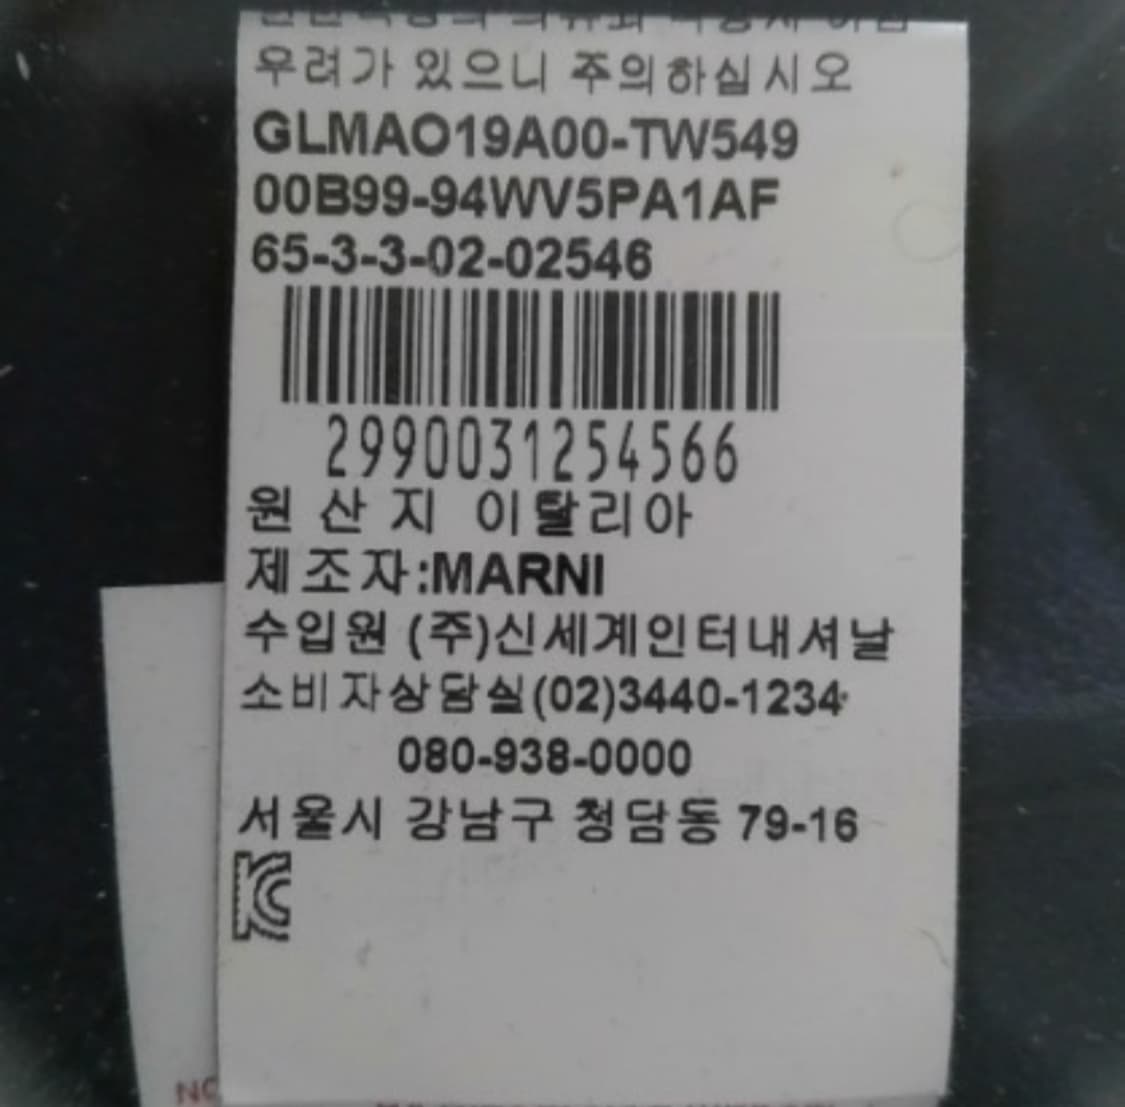 우려가 있으니 주의하십시오
GLMAO19A00-TW549
00B99-94WV5PA1AF
65-3-3-02-02546
2990031254566
원 산 지 이탈리아
제조자:MARNI
수입원 (주)신세계인터내셔날
소비자상담실(02)3440-1234
080-938-0000
서울시 강남구 청담동 79-16
KC